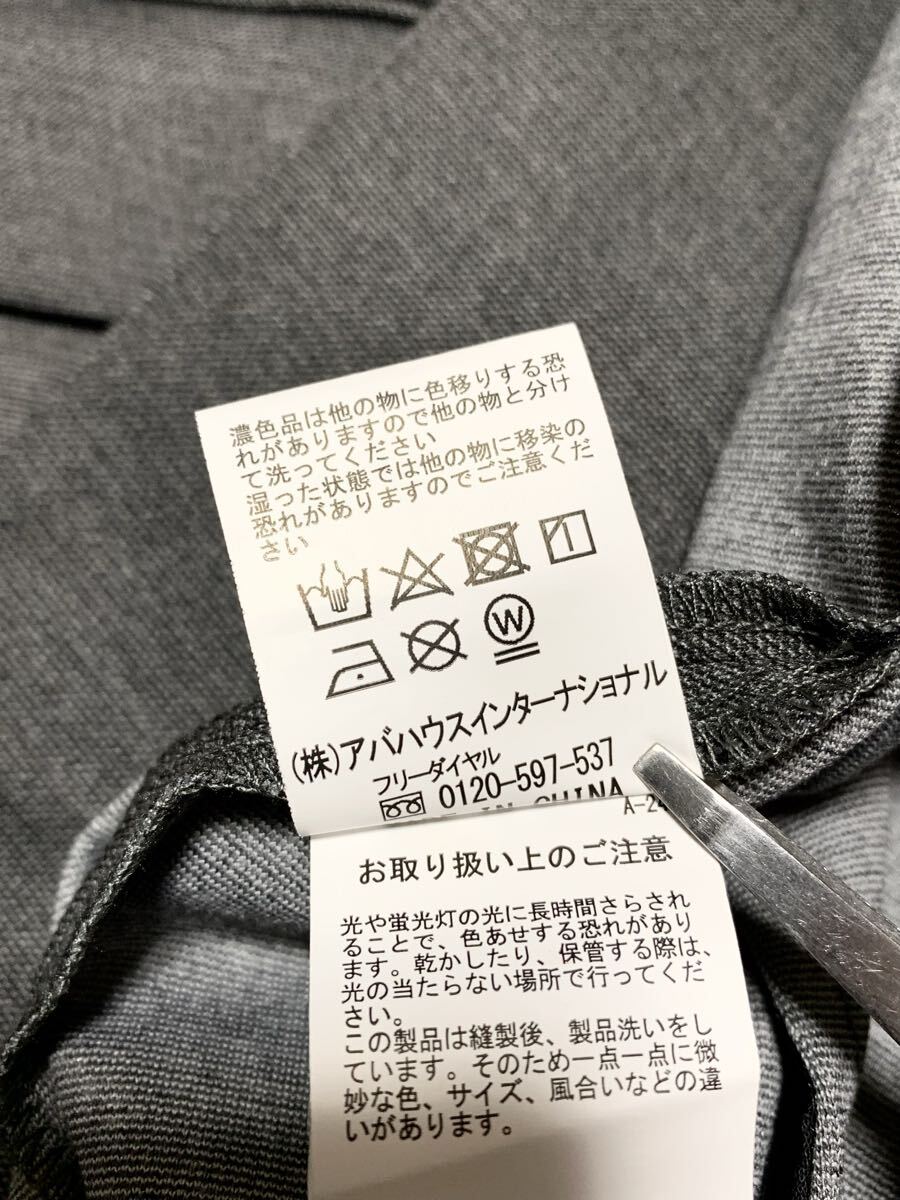 濃色品は他の物に色移りする恐
れがありますので他の物と分け
て洗ってください
湿った状態では他の物に移染の
恐れがありますのでご注意くだ
さい
W
(株)アバハウスインターナショナル
フリーダイヤル
0120-597-537
IN CHINA
A-24
お取り扱い上のご注意
光や蛍光灯の光に長時間さらされ
ることで、色あせする恐れがあり
ます。乾かしたり、保管する際は、
光の当たらない場所で行ってくだ
さい。
この製品は縫製後、製品洗いをし
ています。そのため一点一点に微
妙な色、サイズ、風合いなどの違
いがあります。